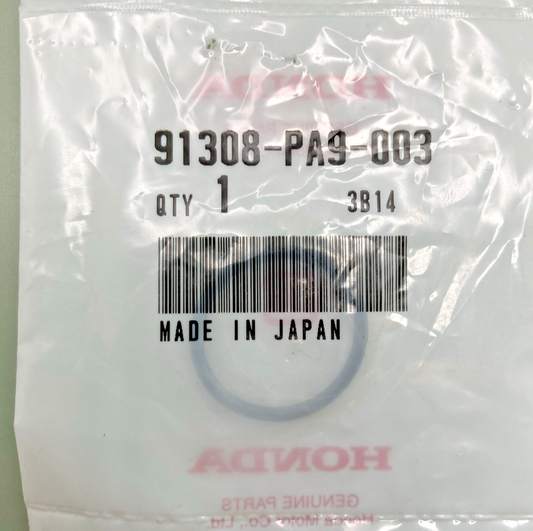 HONDA
91308-PA9-003
QTY 1 3B14
MADE IN JAPAN
HONDA
GENUINE PARTS
Honda Motor Co., Ltd.